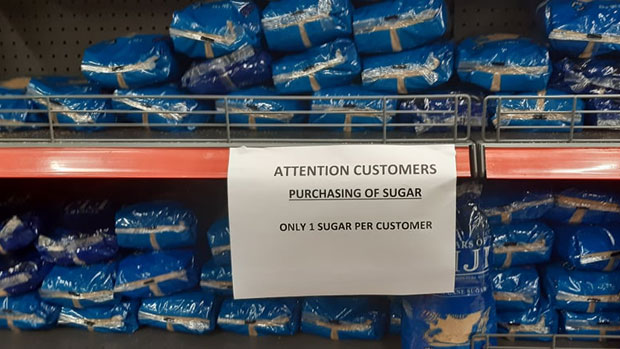 ATTENTION CUSTOMERS
PURCHASING OF SUGAR
ONLY 1 SUGAR PER CUSTOMER